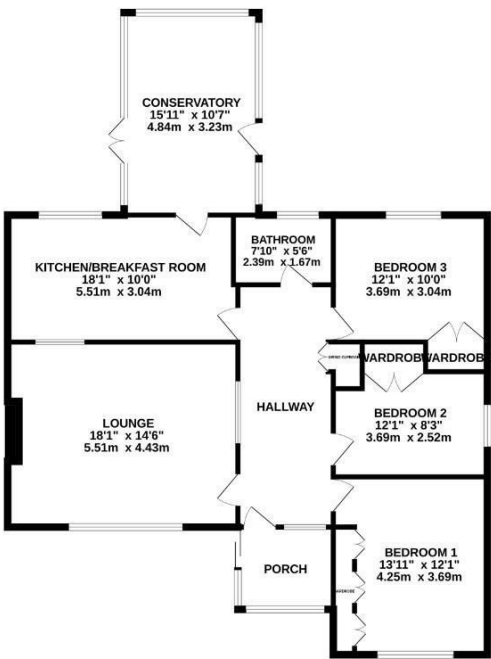 CONSERVATORY
15'11" x 10'7"
4.84m x 3.23m
KITCHEN/BREAKFAST ROOM
18'1" x 10'0"
5.51m x 3.04m
BATHROOM
7'10" x 5'6"
2.39m x 1.67m
BEDROOM 3
12'1" x 10'0"
3.69m x 3.04m
WARDROBE
WARDROBE
LOUNGE
18'1" x 14'6"
5.51m x 4.43m
HALLWAY
BEDROOM 2
12'1" x 8'3"
3.69m x 2.52m
PORCH
BEDROOM 1
13'11" x 12'1"
4.25m x 3.69m
WARDROBE